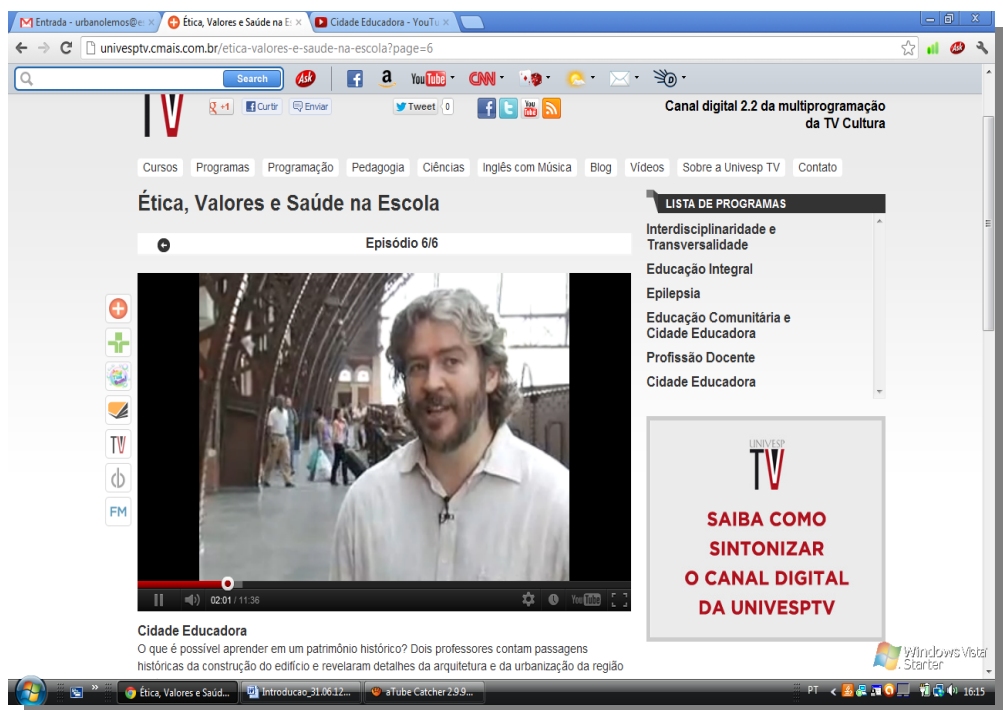 Entrada - urbanolemos@e
Ética, Valores e Saúde na E
Cidade Educadora - YouTu
univesptv.cmais.com.br/etica-valores-e-saude-na-escola?page=6
Search
Ask
f
a
YouTube
CNN
Ask
TV
+1
Curtir
Enviar
Tweet
0
Canal digital 2.2 da multiprogramação
da TV Cultura
Cursos Programas Programação Pedagogia Ciências Inglês com Música Blog Vídeos Sobre a Univesp TV Contato
Ética, Valores e Saúde na Escola
LISTA DE PROGRAMAS
Episódio 6/6
Interdisciplinaridade e
Transversalidade
Educação Integral
Epilepsia
Educação Comunitária e
Cidade Educadora
Profissão Docente
Cidade Educadora
TV
FM
UNIVESP
TV
SAIBA COMO
SINTONIZAR
O CANAL DIGITAL
DA UNIVESPTV
02:01 / 11:36
YouTube
Cidade Educadora
O que é possível aprender em um patrimônio histórico? Dois professores contam passagens
históricas da construção do edifício e revelaram detalhes da arquitetura e da urbanização da região
Windows Vista
Starter
Ética, Valores e Saúd...
Introducao_31.06.12...
aTube Catcher 2.9.9...
PT
16:15